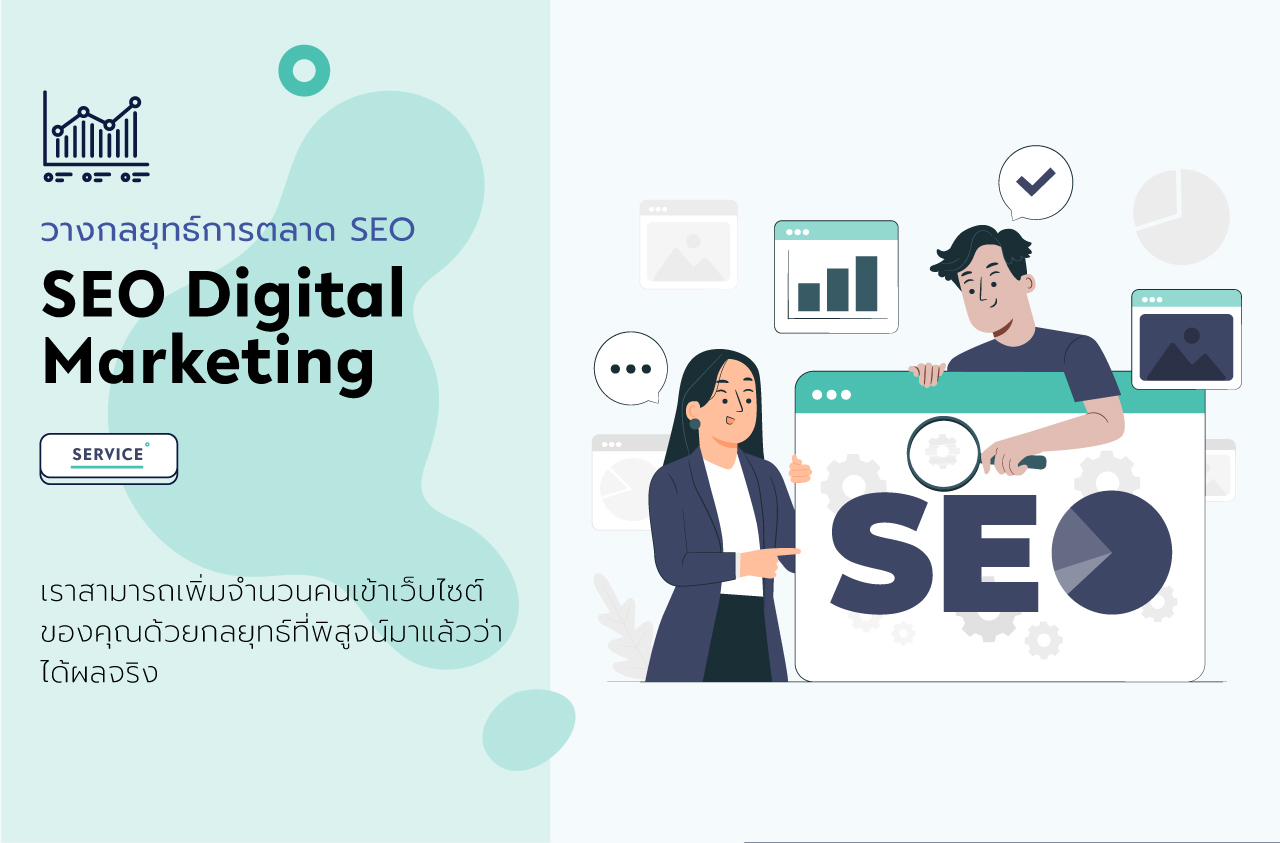 วางกลยุทธ์การตลาด SEO
SEO Digital
Marketing
SERVICE
เราสามารถเพิ่มจำนวนคนเข้าเว็บไซต์
ของคุณด้วยกลยุทธ์ที่พิสูจน์มาแล้วว่า
ได้ผลจริง
SEO